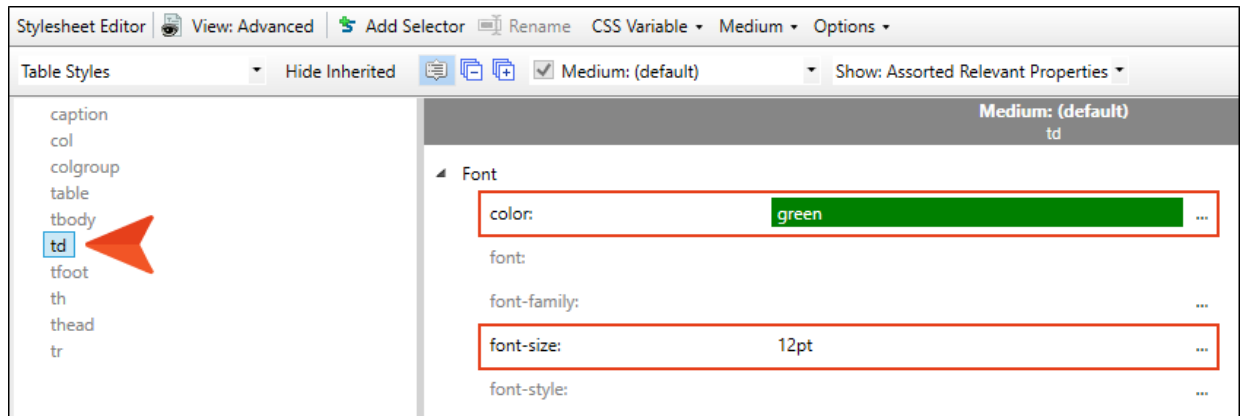 Stylesheet Editor View: Advanced Add Selector Rename CSS Variable Medium Options
Table Styles Hide Inherited Medium: (default) Show: Assorted Relevant Properties
caption
col
colgroup
table
tbody
td
tfoot
th
thead
tr
Medium: (default)
td
Font
color: green ...
font:
font-family: ...
font-size: 12pt ...
font-style: ...